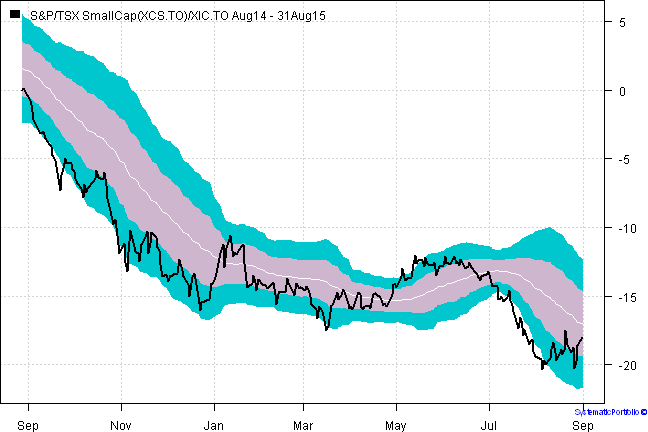 S&P/TSX SmallCap(XCS.TO)/XIC.TO Aug14 - 31Aug15
5
0
-5
-10
-15
-20
Sep Nov Jan Mar May Jul Sep
SystematicPortfolio ©